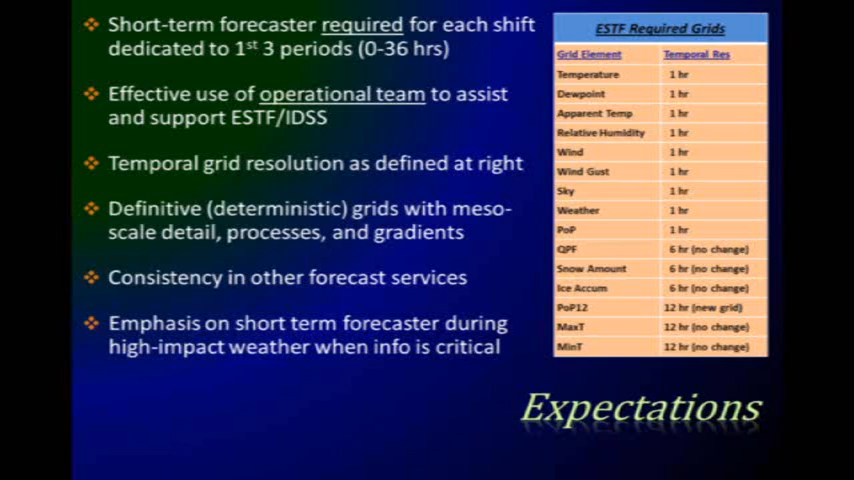 ❖ Short-term forecaster required for each shift
dedicated to 1st 3 periods (0-36 hrs)
❖ Effective use of operational team to assist
and support ESTF/IDSS
❖ Temporal grid resolution as defined at right
❖ Definitive (deterministic) grids with meso-
scale detail, processes, and gradients
❖ Consistency in other forecast services
❖ Emphasis on short term forecaster during
high-impact weather when info is critical
ESTF Required Grids
Grid Element Temporal Res
Temperature 1 hr
Dewpoint 1 hr
Apparent Temp 1 hr
Relative Humidity 1 hr
Wind 1 hr
Wind Gust 1 hr
Sky 1 hr
Weather 1 hr
PoP 1 hr
QPF 6 hr (no change)
Snow Amount 6 hr (no change)
Ice Accum 6 hr (no change)
PoP12 12 hr (new grid)
MaxT 12 hr (no change)
MinT 12 hr (no change)
Expectations